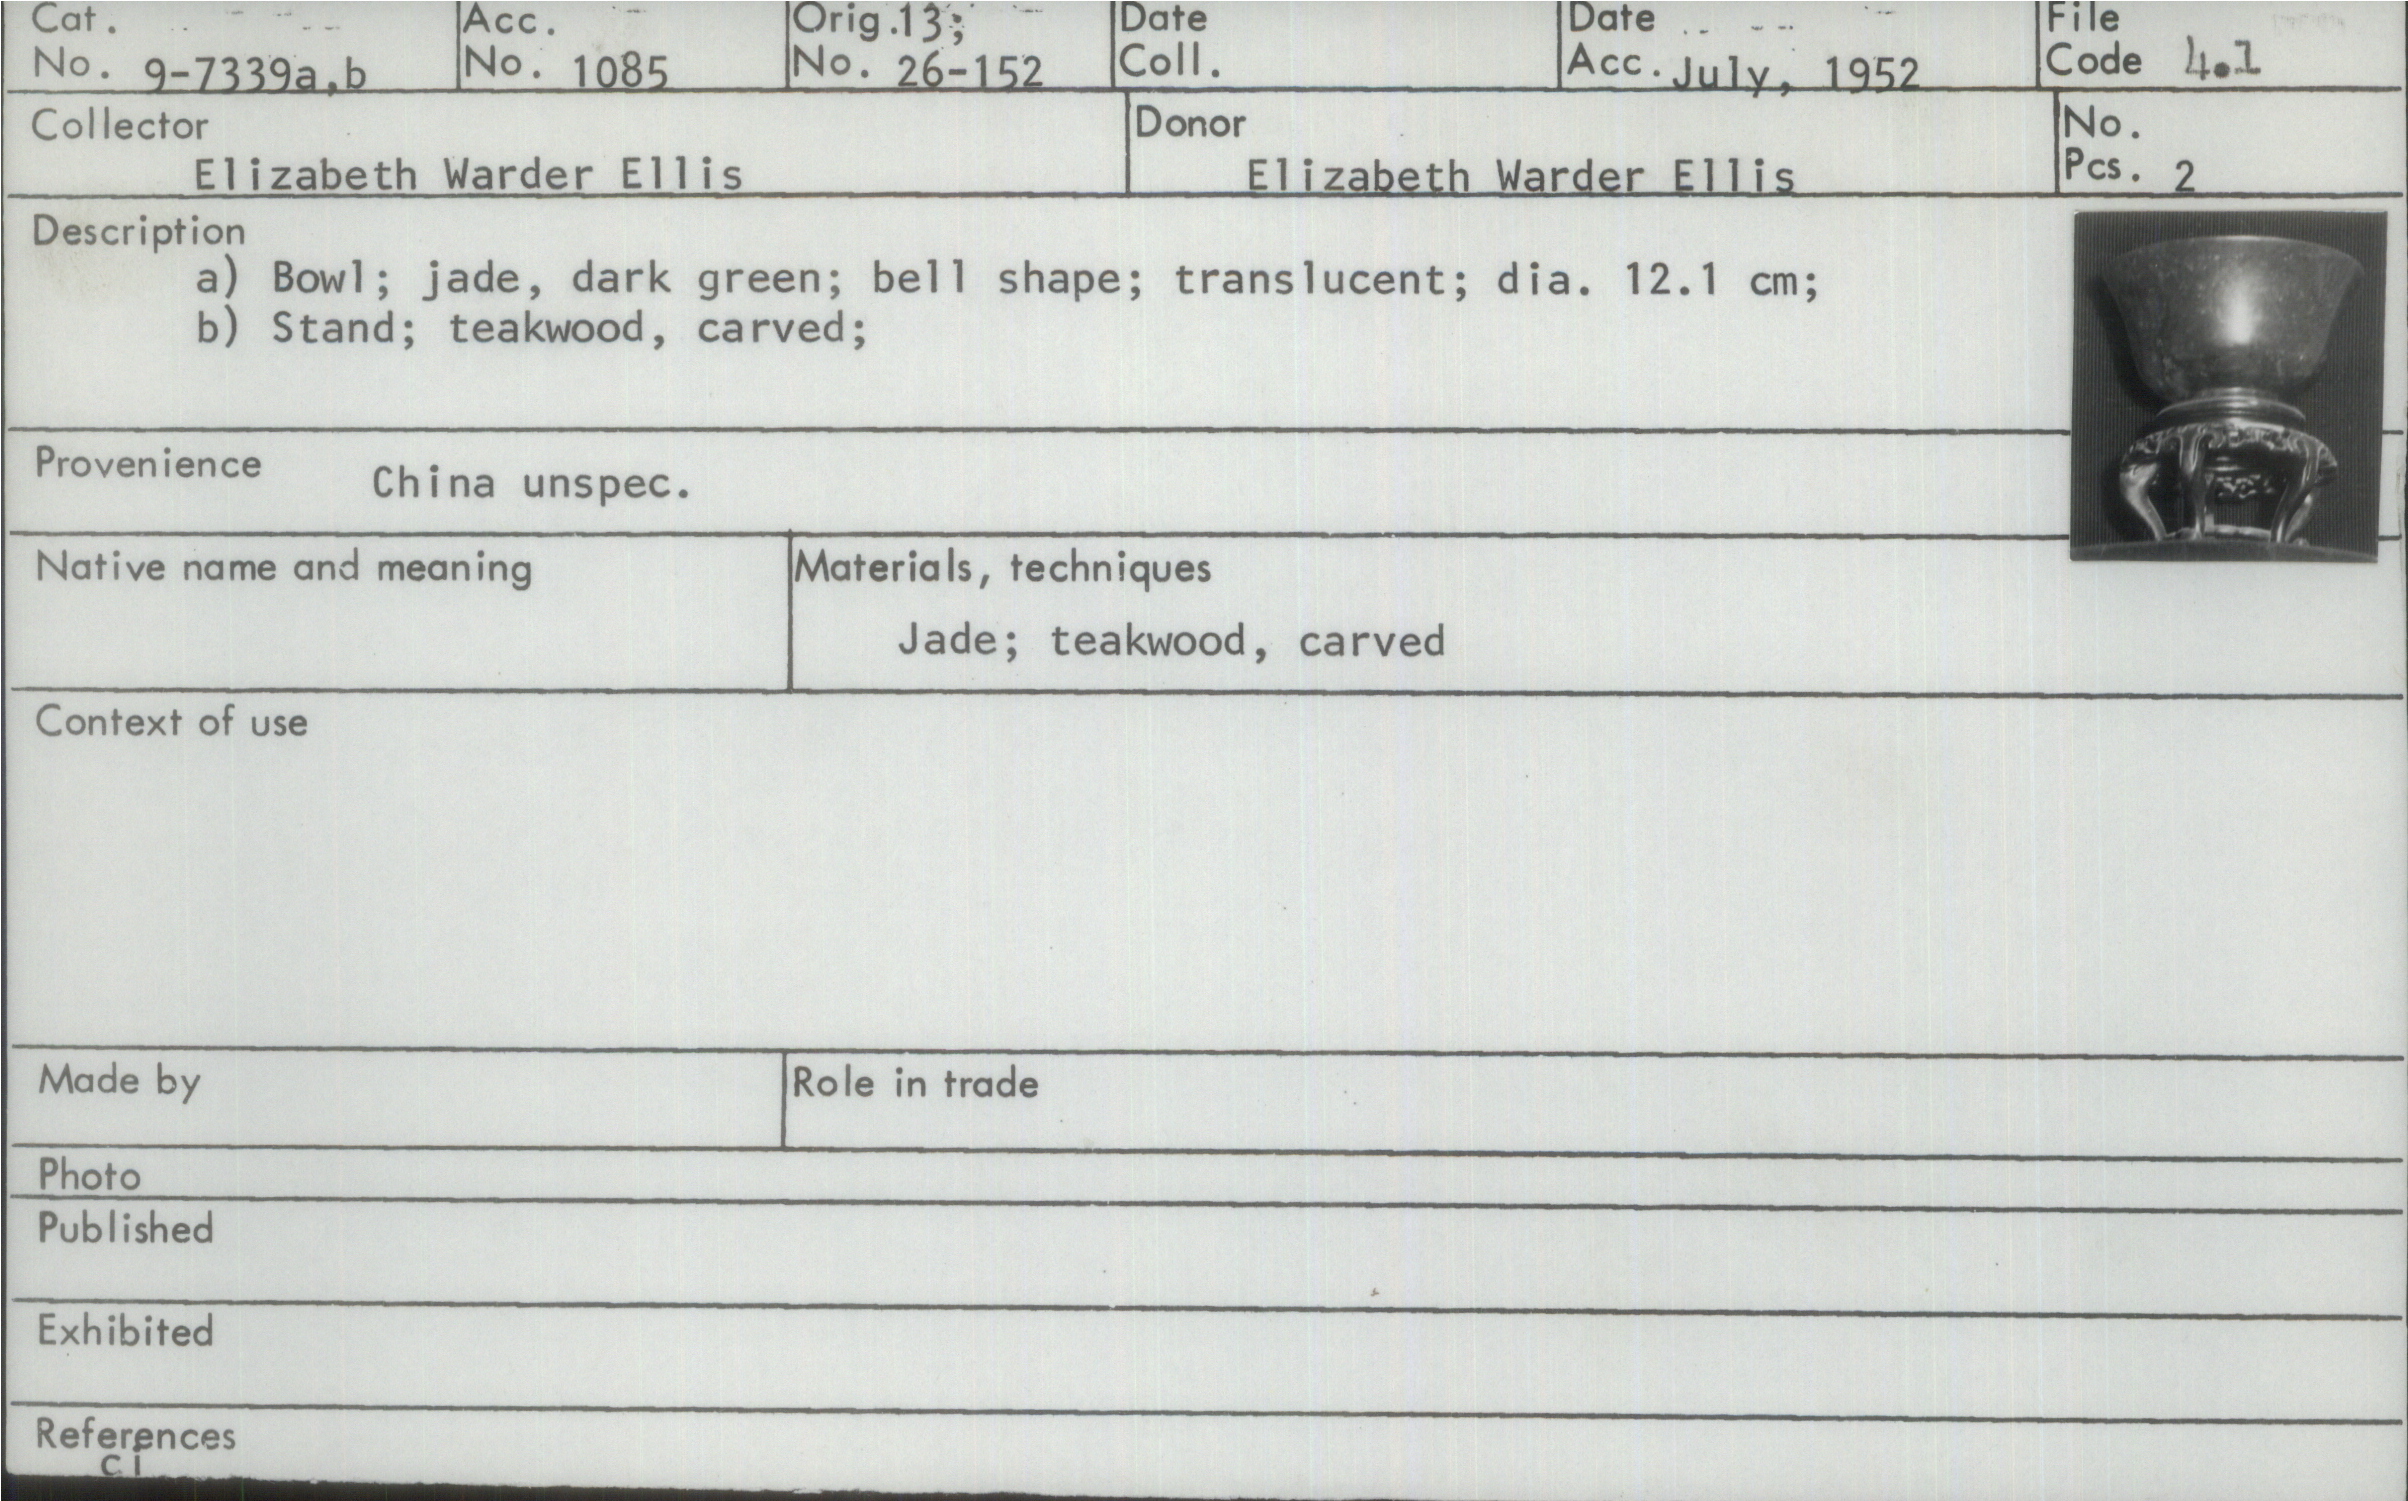 Cat. No. 9-7339a,b
Acc. No. 1085
Orig. 13; No. 26-152
Date Coll.
Date Acc. July, 1952
File Code 4.1
Collector
Elizabeth Warder Ellis
Donor
Elizabeth Warder Ellis
No. Pcs. 2
Description
a) Bowl; jade, dark green; bell shape; translucent; dia. 12.1 cm;
b) Stand; teakwood, carved;
Provenience China unspec.
Native name and meaning
Materials, techniques
Jade; teakwood, carved
Context of use
Made by
Role in trade
Photo
Published
Exhibited
References
ci